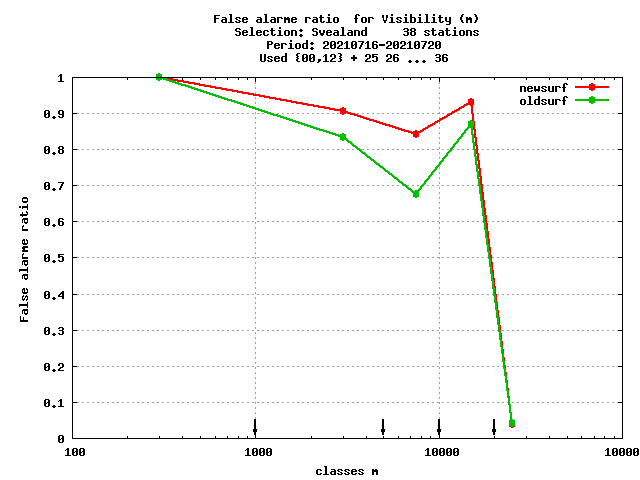 False alarme ratio  for Visibility (m)
Selection: Svealand     38 stations
Period: 20210716-20210720
Used {00,12} + 25 26 ... 36
newsurf
oldsurf
1
0.9
0.8
0.7
0.6
0.5
0.4
0.3
0.2
0.1
0
False alarme ratio
100 1000 10000 10000
classes m